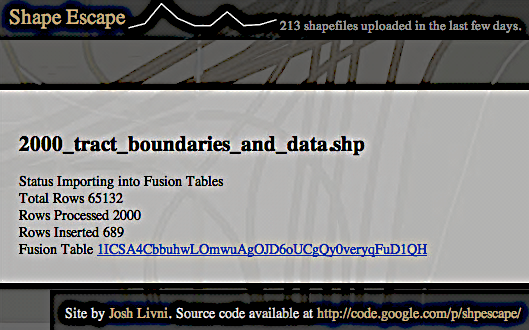 Shape Escape
213 shapefiles uploaded in the last few days.
2000_tract_boundaries_and_data.shp
Status Importing into Fusion Tables
Total Rows 65132
Rows Processed 2000
Rows Inserted 689
Fusion Table 1ICSA4CbbuhwLOmwuAgOJD6oUCgQy0veryqFuD1QH
Site by Josh Livni. Source code available at http://code.google.com/p/shpescape/